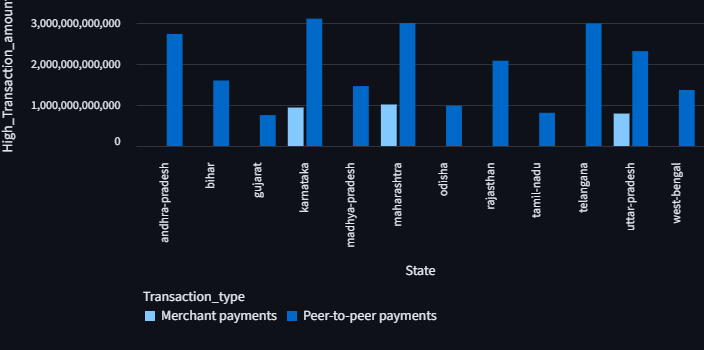 High_Transaction_amoun
3,000,000,000,000
2,000,000,000,000
1,000,000,000,000
0
andhra-pradesh
bihar
gujarat
karnataka
madhya-pradesh
maharashtra
odisha
rajasthan
tamil-nadu
telangana
uttar-pradesh
west-bengal
State
Transaction_type
Merchant payments
Peer-to-peer payments